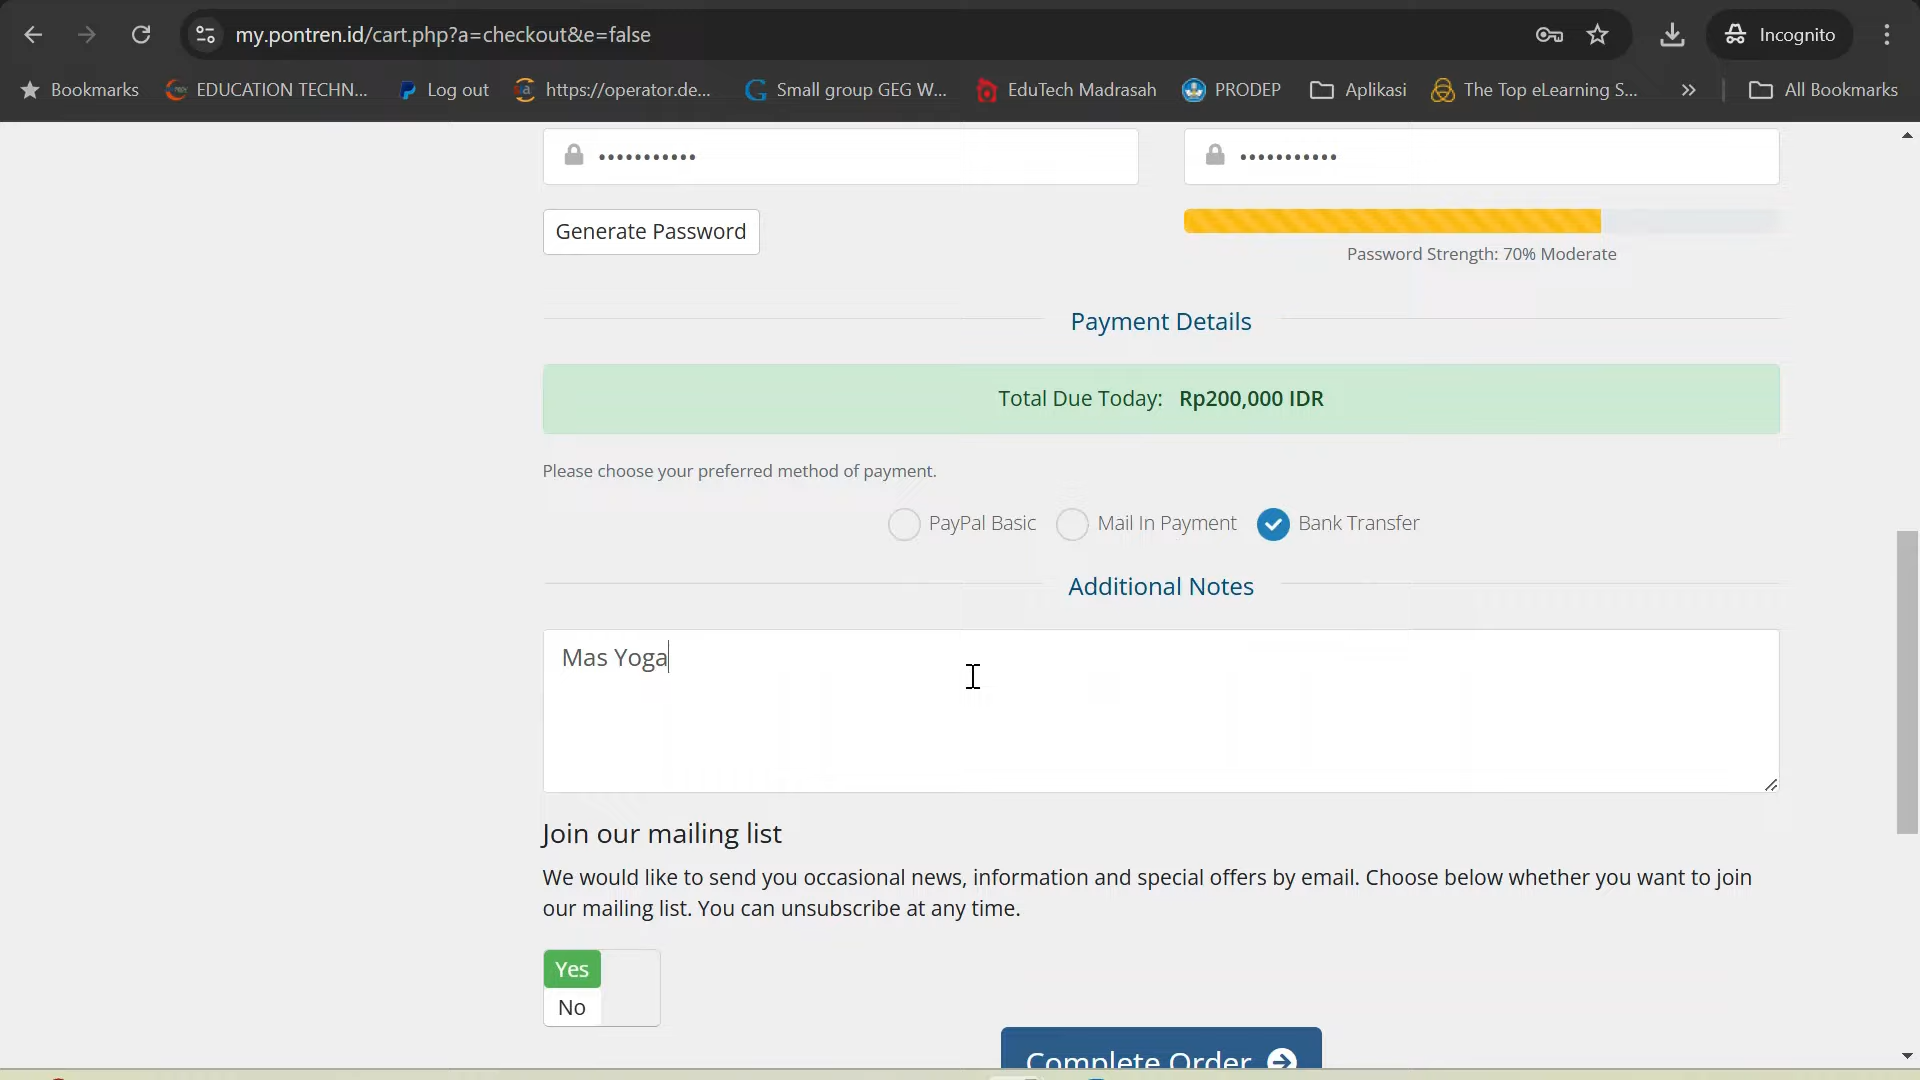 my.pontren.id/cart.php?a=checkout&e=false
Incognito
Bookmarks
EDUCATION TECHN...
Log out
https://operator.de...
Small group GEG W...
EduTech Madrasah
PRODEP
Aplikasi
The Top eLearning S...
»
All Bookmarks
•••••••••••
•••••••••••
Generate Password
Password Strength: 70% Moderate
Payment Details
Total Due Today: Rp200,000 IDR
Please choose your preferred method of payment.
PayPal Basic
Mail In Payment
Bank Transfer
Additional Notes
Mas Yoga
Join our mailing list
We would like to send you occasional news, information and special offers by email. Choose below whether you want to join
our mailing list. You can unsubscribe at any time.
Yes
No
Complete Order